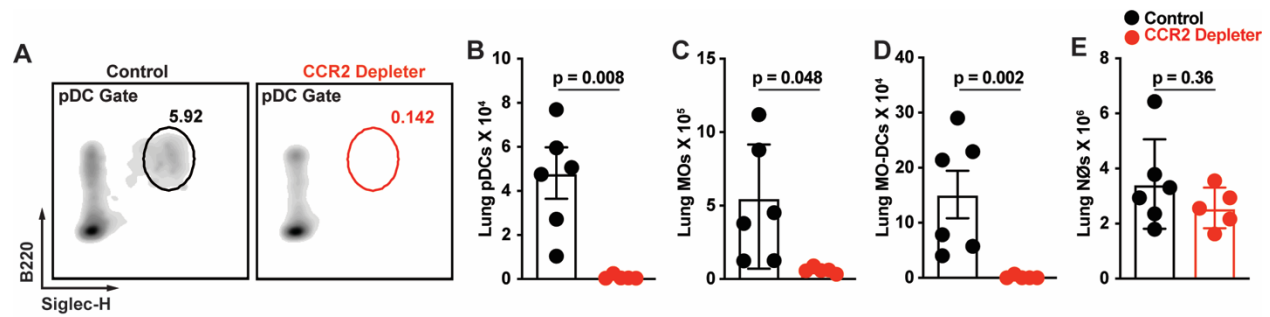 Control
CCR2 Depleter
A
Control
CCR2 Depleter
pDC Gate
5.92
pDC Gate
0.142
B220
Siglec-H
B
p = 0.008
Lung pDCs X 10⁴
10
8
6
4
2
0
C
p = 0.048
Lung MOs X 10⁵
15
10
5
0
D
p = 0.002
Lung MO-DCs X 10⁴
40
30
20
10
0
E
p = 0.36
Lung NØs X 10⁶
8
6
4
2
0